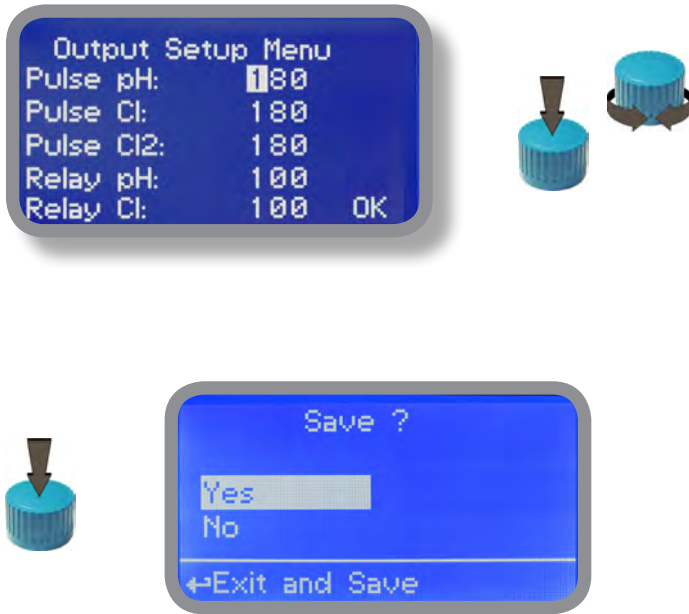 Output Setup Menu
Pulse pH: 180
Pulse Cl: 180
Pulse Cl2: 180
Relay pH: 100
Relay Cl: 100 OK
Save ?
Yes
No
↵Exit and Save